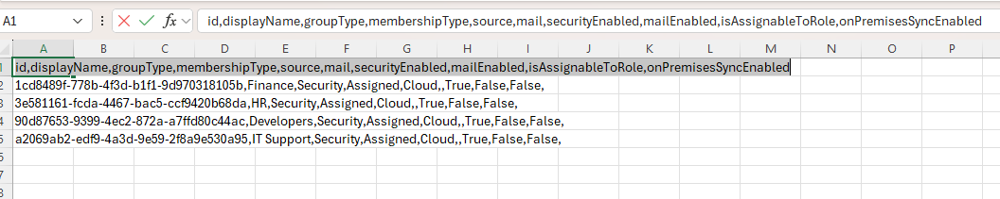 A1 fx id,displayName,groupType,membershipType,source,mail,securityEnabled,mailEnabled,isAssignableToRole,onPremisesSyncEnabled
A B C D E F G H I J K L M N O P
1 id,displayName,groupType,membershipType,source,mail,securityEnabled,mailEnabled,isAssignableToRole,onPremisesSyncEnabled
2 1cd8489f-778b-4f3d-b1f1-9d970318105b,Finance,Security,Assigned,Cloud,,True,False,False,
3 3e581161-fcda-4467-bac5-ccf9420b68da,HR,Security,Assigned,Cloud,,True,False,False,
4 90d87653-9399-4ec2-872a-a7ffd80c44ac,Developers,Security,Assigned,Cloud,,True,False,False,
5 a2069ab2-edf9-4a3d-9e59-2f8a9e530a95,IT Support,Security,Assigned,Cloud,,True,False,False,
6
7
8